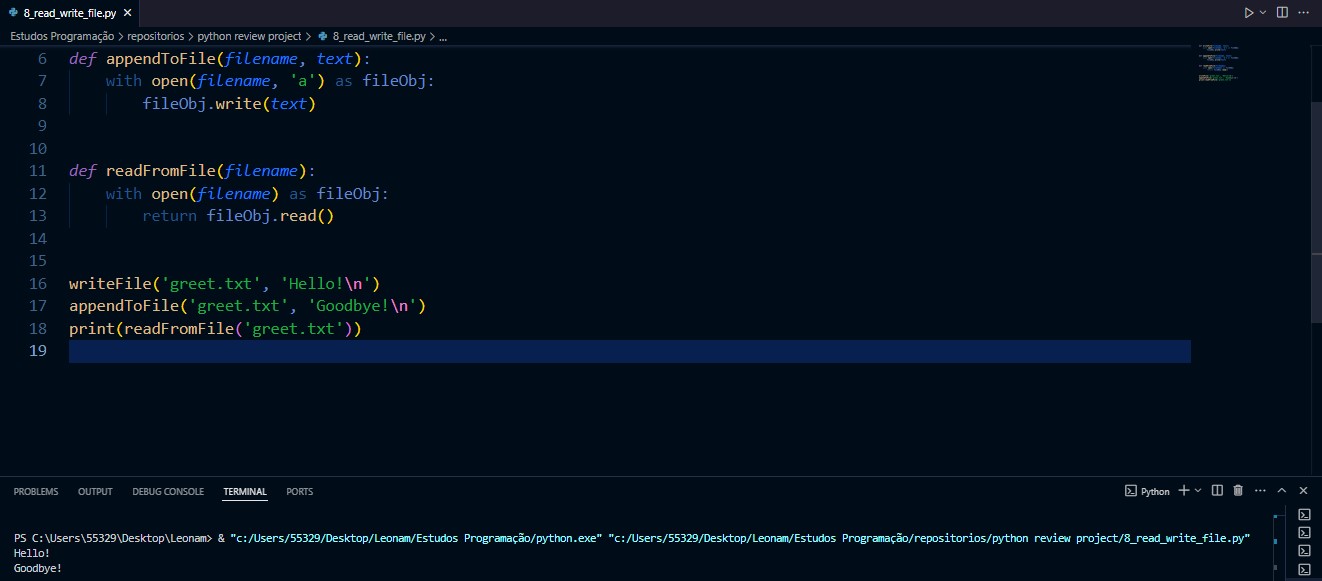 8_read_write_file.py
Estudos Programação > repositorios > python review project > 8_read_write_file.py > ...
6 def appendToFile(filename, text):
7     with open(filename, 'a') as fileObj:
8         fileObj.write(text)
9
10
11 def readFromFile(filename):
12     with open(filename) as fileObj:
13         return fileObj.read()
14
15
16 writeFile('greet.txt', 'Hello!\n')
17 appendToFile('greet.txt', 'Goodbye!\n')
18 print(readFromFile('greet.txt'))
19
PROBLEMS OUTPUT DEBUG CONSOLE TERMINAL PORTS Python
PS C:\Users\55329\Desktop\Leonam> & "c:/Users/55329/Desktop/Leonam/Estudos Programação/python.exe" "c:/Users/55329/Desktop/Leonam/Estudos Programação/repositorios/python review project/8_read_write_file.py"
Hello!
Goodbye!